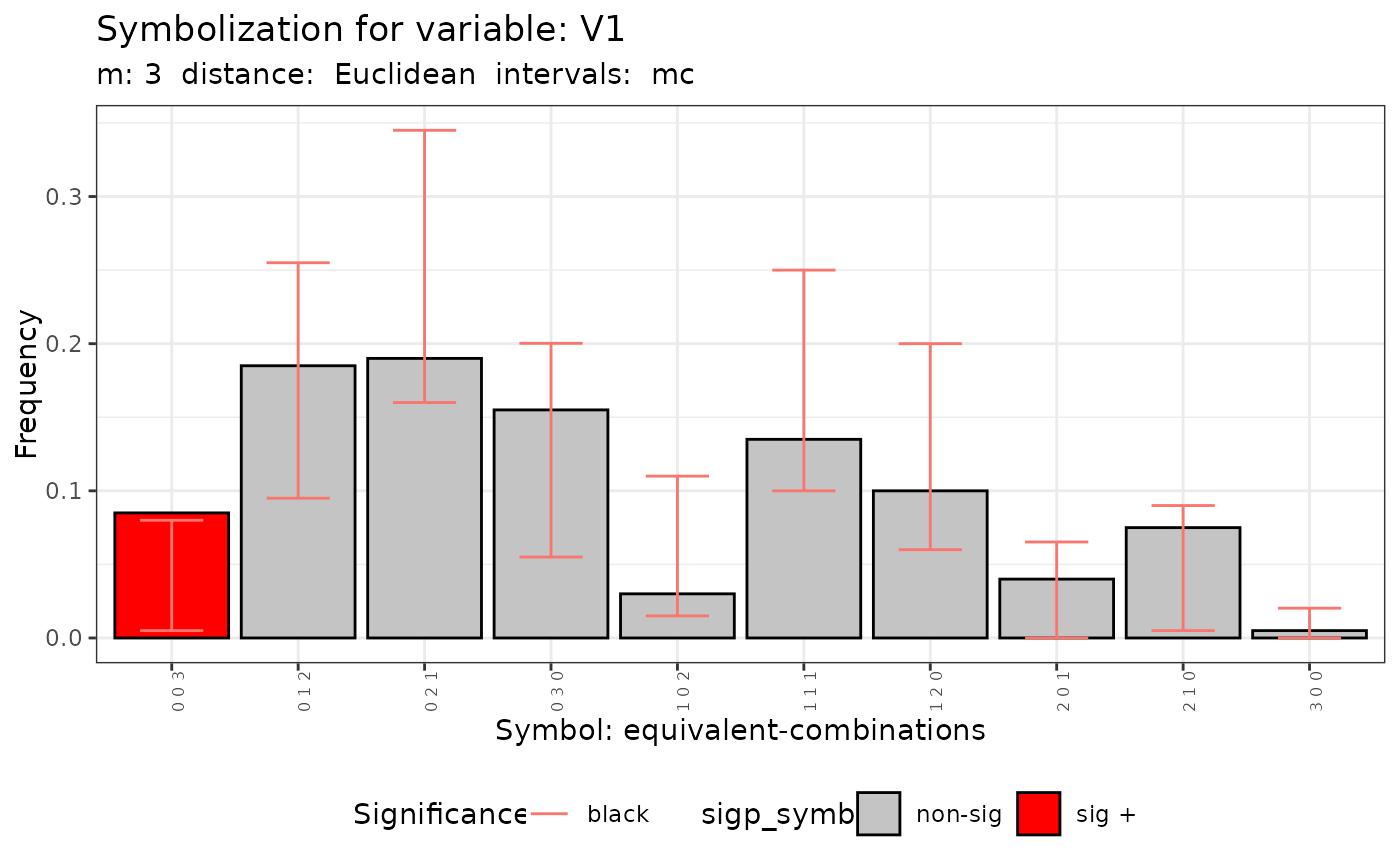 Symbolization for variable: V1
m: 3 distance: Euclidean intervals: mc
Frequency
0.3
0.2
0.1
0.0
0 0 3
0 1 2
0 2 1
0 3 0
1 0 2
1 1 1
1 2 0
2 0 1
2 1 0
3 0 0
Symbol: equivalent-combinations
Significance black sigp_symb non-sig sig +